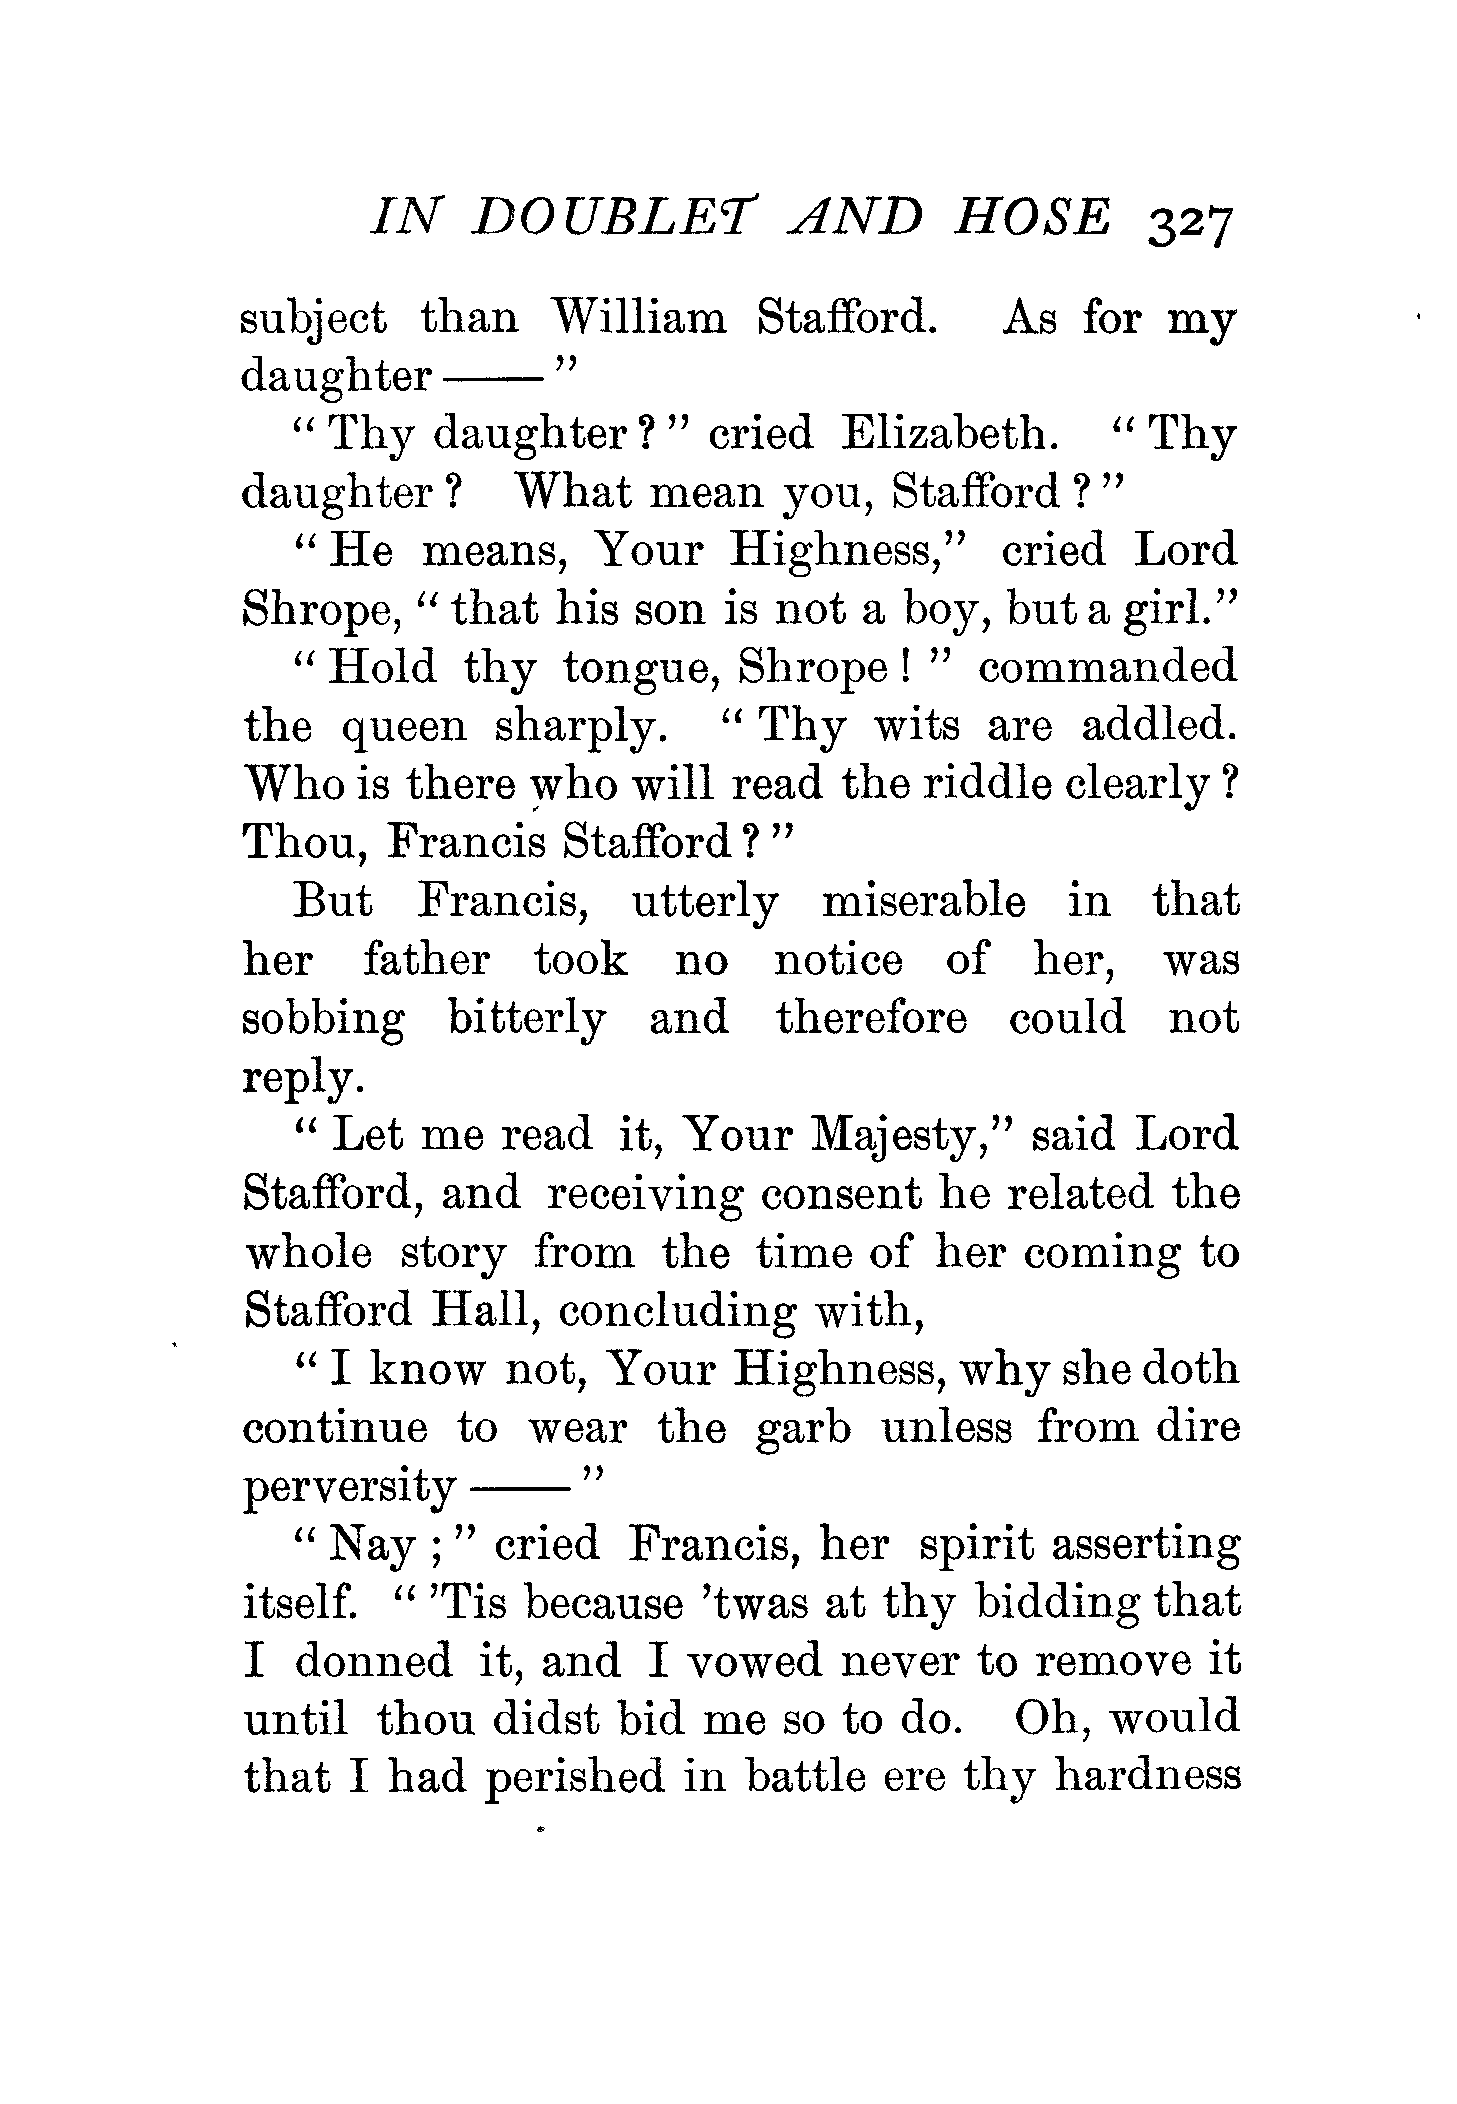 IN DOUBLET AND HOSE 327
subject than William Stafford. As for my
daughter——"
"Thy daughter?" cried Elizabeth. "Thy
daughter? What mean you, Stafford?"
"He means, Your Highness," cried Lord
Shrope, "that his son is not a boy, but a girl."
"Hold thy tongue, Shrope!" commanded
the queen sharply. "Thy wits are addled.
Who is there who will read the riddle clearly?
Thou, Francis Stafford?"
But Francis, utterly miserable in that
her father took no notice of her, was
sobbing bitterly and therefore could not
reply.
"Let me read it, Your Majesty," said Lord
Stafford, and receiving consent he related the
whole story from the time of her coming to
Stafford Hall, concluding with,
"I know not, Your Highness, why she doth
continue to wear the garb unless from dire
perversity——"
"Nay;" cried Francis, her spirit asserting
itself. "'Tis because 'twas at thy bidding that
I donned it, and I vowed never to remove it
until thou didst bid me so to do. Oh, would
that I had perished in battle ere thy hardness